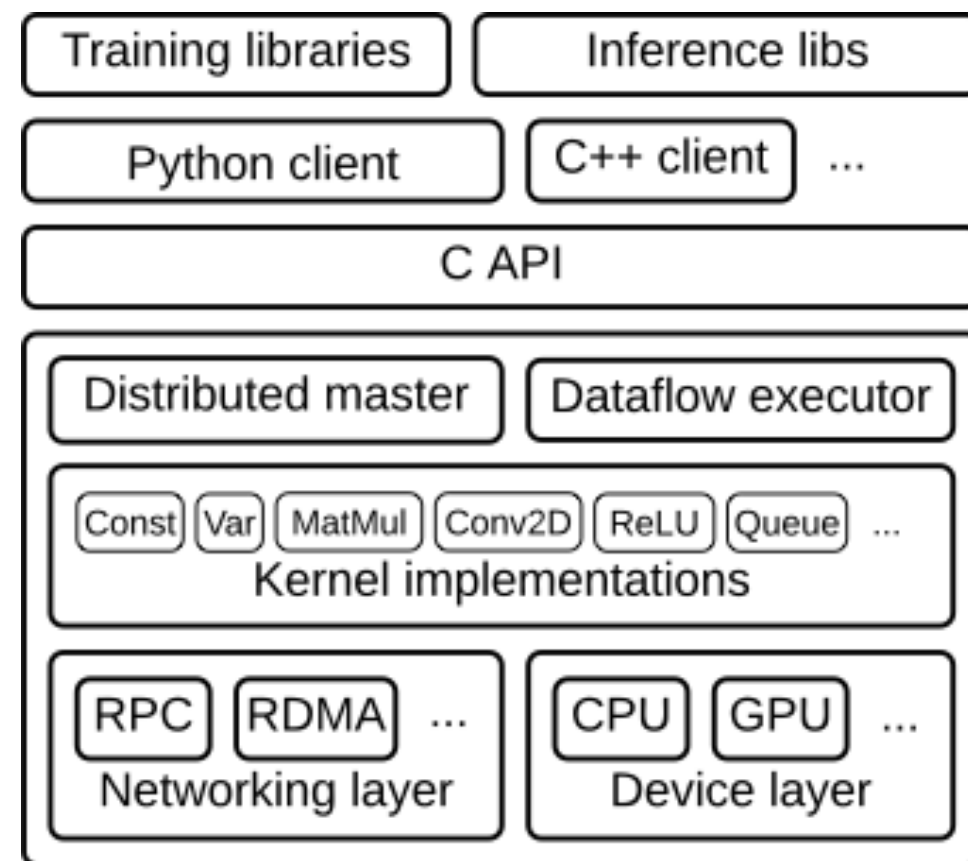 Training libraries Inference libs
Python client C++ client ...
C API
Distributed master Dataflow executor
Const Var MatMul Conv2D ReLU Queue ...
Kernel implementations
RPC RDMA ... CPU GPU ...
Networking layer Device layer